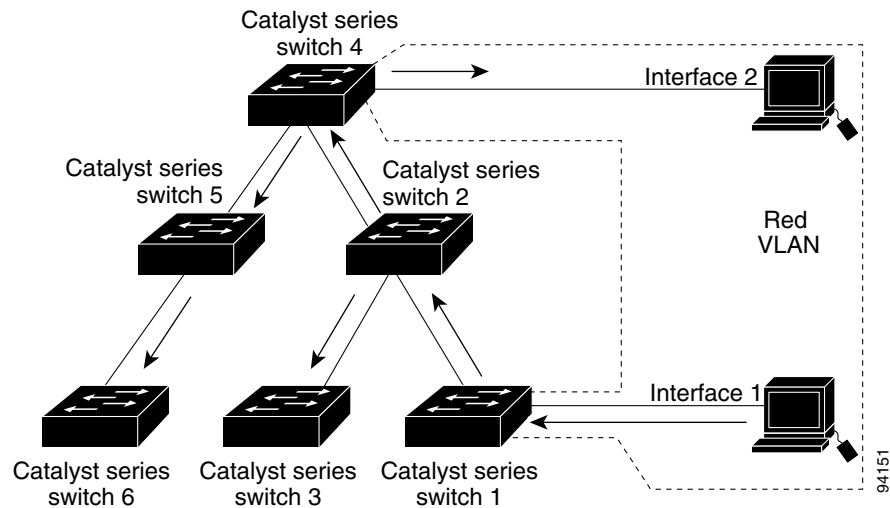 Catalyst series
switch 4
Interface 2
Catalyst series
switch 5
Catalyst series
switch 2
Red
VLAN
Interface 1
Catalyst series
switch 6
Catalyst series
switch 3
Catalyst series
switch 1
94151